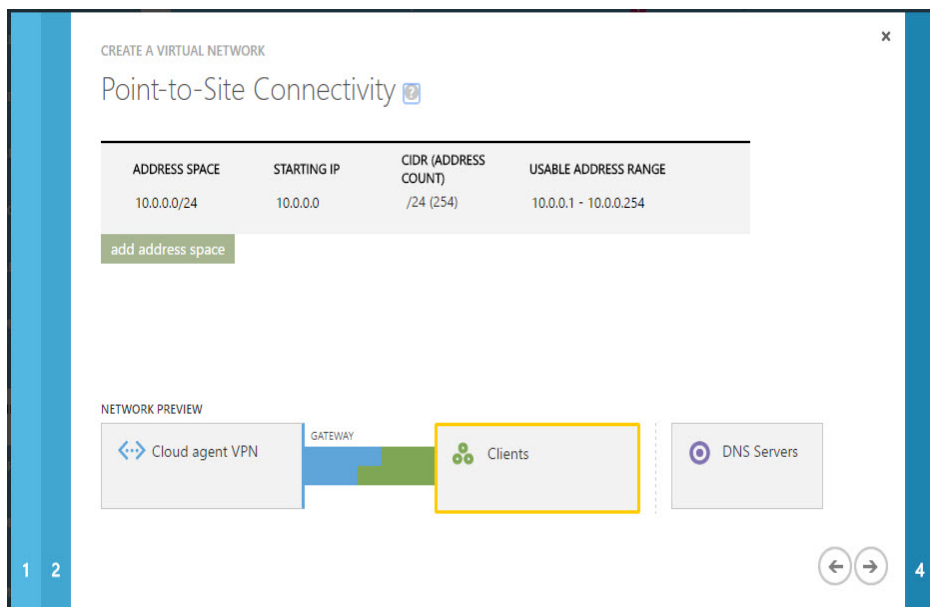 CREATE A VIRTUAL NETWORK
×
Point-to-Site Connectivity ?
ADDRESS SPACE STARTING IP CIDR (ADDRESS COUNT) USABLE ADDRESS RANGE
10.0.0.0/24 10.0.0.0 /24 (254) 10.0.0.1 - 10.0.0.254
add address space
NETWORK PREVIEW
Cloud agent VPN
GATEWAY
Clients
DNS Servers
1 2
4